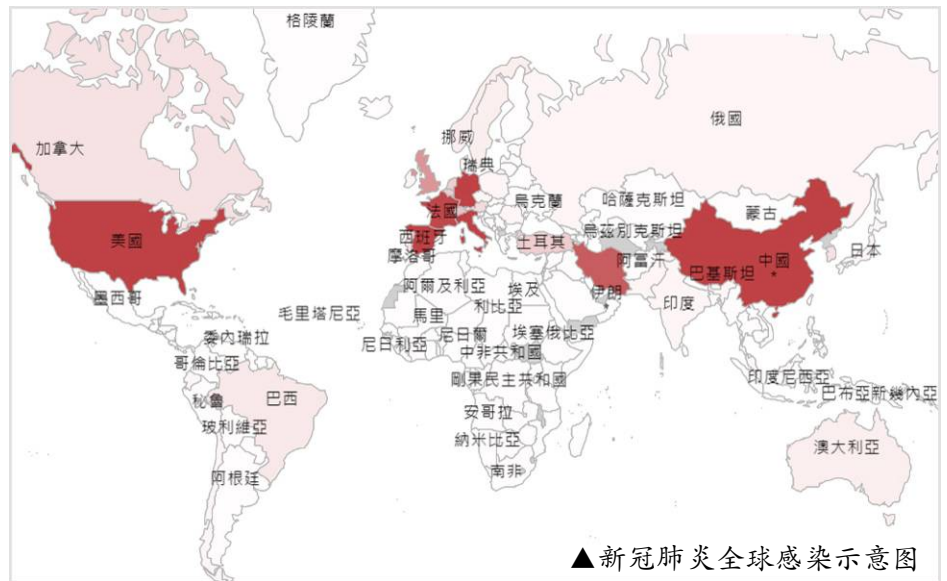 格陵蘭
俄國
挪威
加拿大
瑞典
哈薩克斯坦
烏克蘭
蒙古
法國
烏茲別克斯坦
美國
西班牙
土耳其
日本
摩洛哥
阿富汗
中國
巴基斯坦
阿爾及利亞
埃及
伊朗
墨西哥
印度
利比亞
毛里塔尼亞
馬里
委內瑞拉
尼日爾
埃塞俄比亞
尼日利亞
中非共和國
哥倫比亞
剛果民主共和國
印度尼西亞
巴布亞新幾內亞
秘魯
巴西
安哥拉
玻利維亞
納米比亞
澳大利亞
南非
阿根廷
▲新冠肺炎全球感染示意图